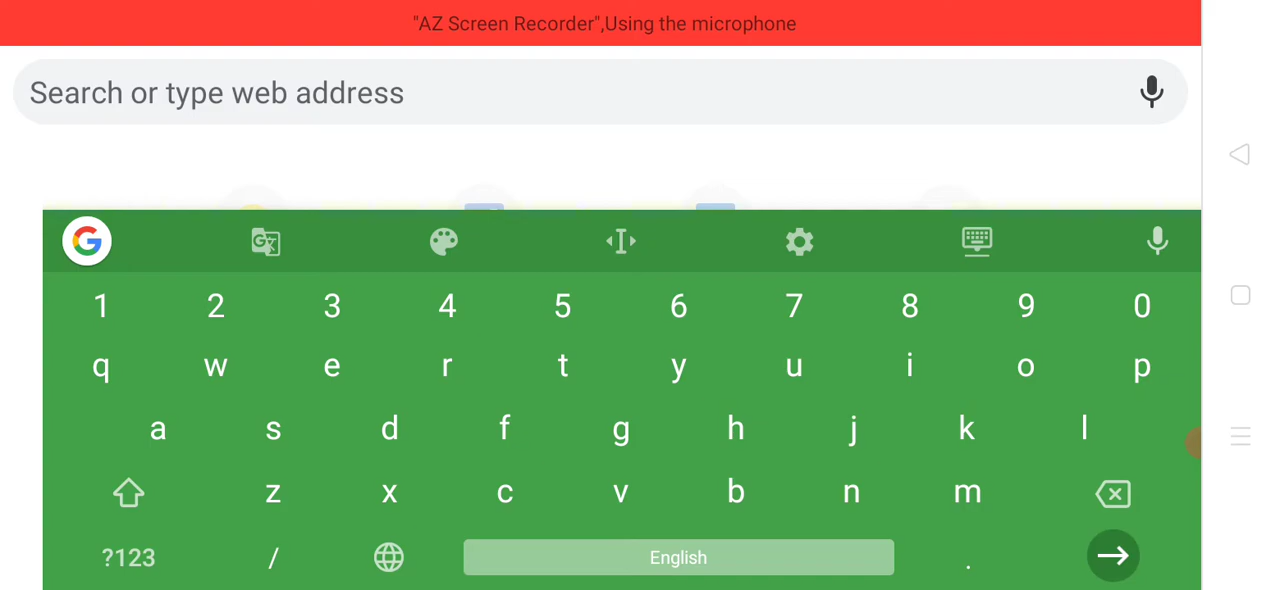 "AZ Screen Recorder",Using the microphone
Search or type web address
G
1 2 3 4 5 6 7 8 9 0
q w e r t y u i o p
a s d f g h j k l
z x c v b n m
?123 / English .